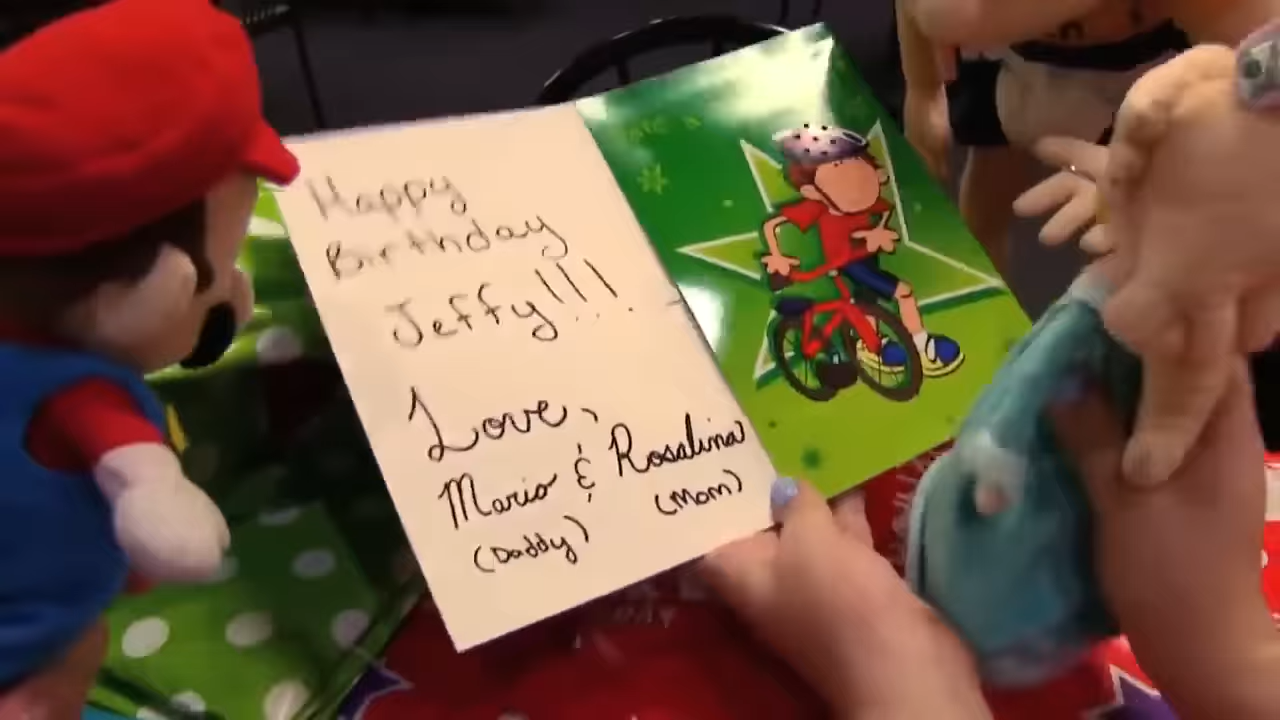 Happy
Birthday
Jeffy!!!
Love,
Mario & Rosalina
(Daddy) (Mom)